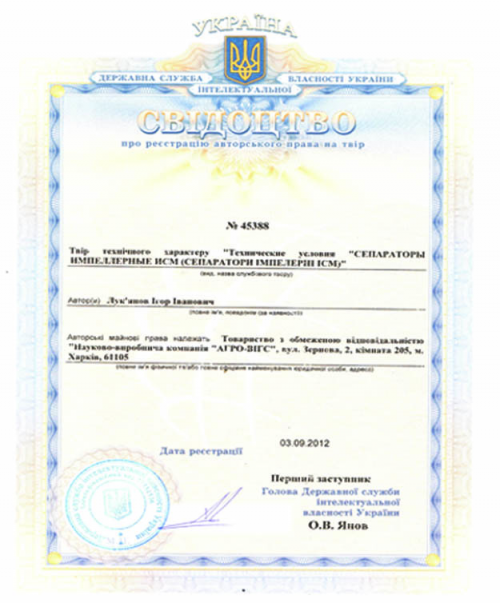 УКРАЇНА
ДЕРЖАВНА СЛУЖБА ВЛАСНОСТІ УКРАЇНИ
ІНТЕЛЕКТУАЛЬНОЇ
СВІДОЦТВО
про реєстрацію авторського права на твір
№ 45388
Твір технічного характеру "Технические условия "СЕПАРАТОРЫ
ИМПЕЛЛЕРНЫЕ ИСМ (СЕПАРАТОРИ ІМПЕЛЕРНІ ІСМ)"
(вид, назва службового твору)
Автор(и) Лук'янов Ігор Іванович
(повне ім'я, псевдонім (за наявності))
Авторські майнові права належать Товариство з обмеженою відповідальністю
"Науково-виробнича компанія "АГРО-ВІГС", вул. Зернова, 2, кімната 205, м.
Харків, 61105
(повне ім'я фізичної та/або повне офіційне найменування юридичної особи, адреса)
Дата реєстрації 03.09.2012
Перший заступник
Голова Державної служби
інтелектуальної
власності України
О.В. Янов